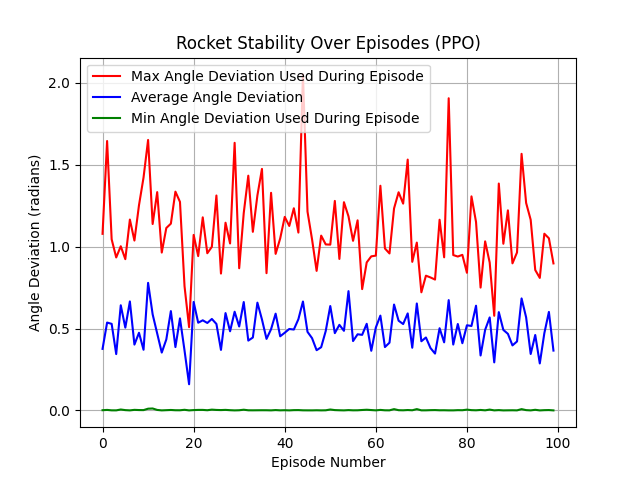 Rocket Stability Over Episodes (PPO)
Max Angle Deviation Used During Episode
Average Angle Deviation
Min Angle Deviation Used During Episode
Angle Deviation (radians)
2.0
1.5
1.0
0.5
0.0
0 20 40 60 80 100
Episode Number